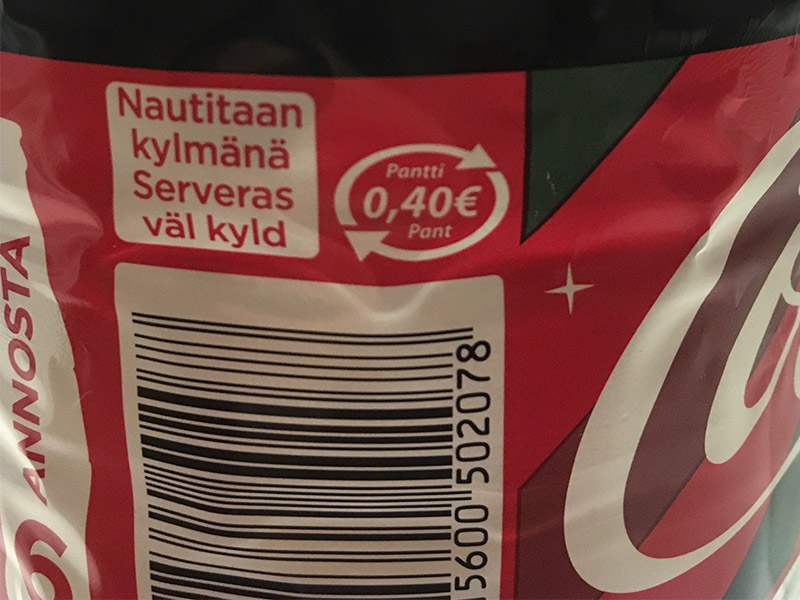 Nautitaan
kylmänä
Serveras
väl kyld
Pantti
0,40€
Pant
ANNOSTA
5600 502078